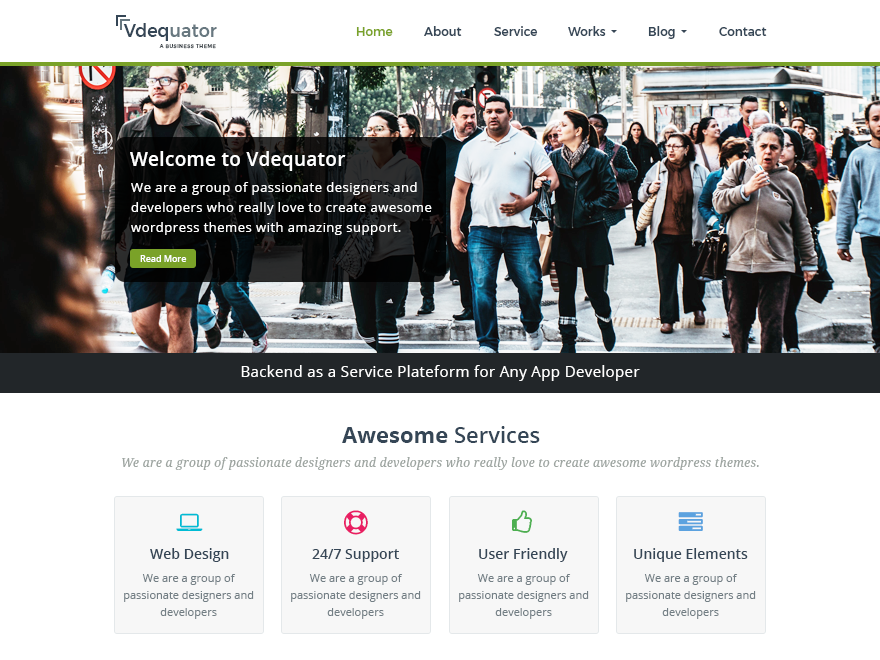 Vdequator
A BUSINESS THEME
Home About Service Works Blog Contact
Welcome to Vdequator
We are a group of passionate designers and
developers who really love to create awesome
wordpress themes with amazing support.
Read More
Backend as a Service Plateform for Any App Developer
Awesome Services
We are a group of passionate designers and developers who really love to create awesome wordpress themes.
Web Design
We are a group of
passionate designers and
developers
24/7 Support
We are a group of
passionate designers and
developers
User Friendly
We are a group of
passionate designers and
developers
Unique Elements
We are a group of
passionate designers and
developers